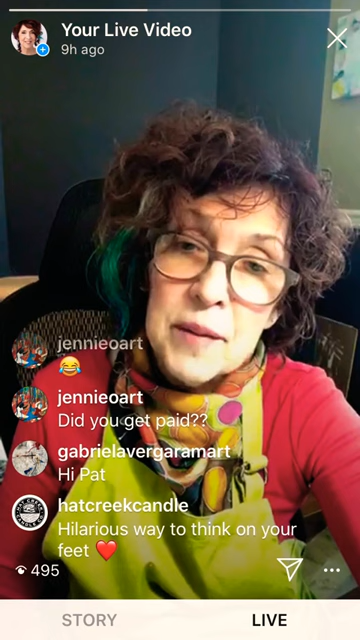 Your Live Video
9h ago
jennieoart
😂
jennieoart
Did you get paid??
gabrielavergaramart
Hi Pat
hatcreekcandle
Hilarious way to think on your
feet ❤️
495
STORY
LIVE